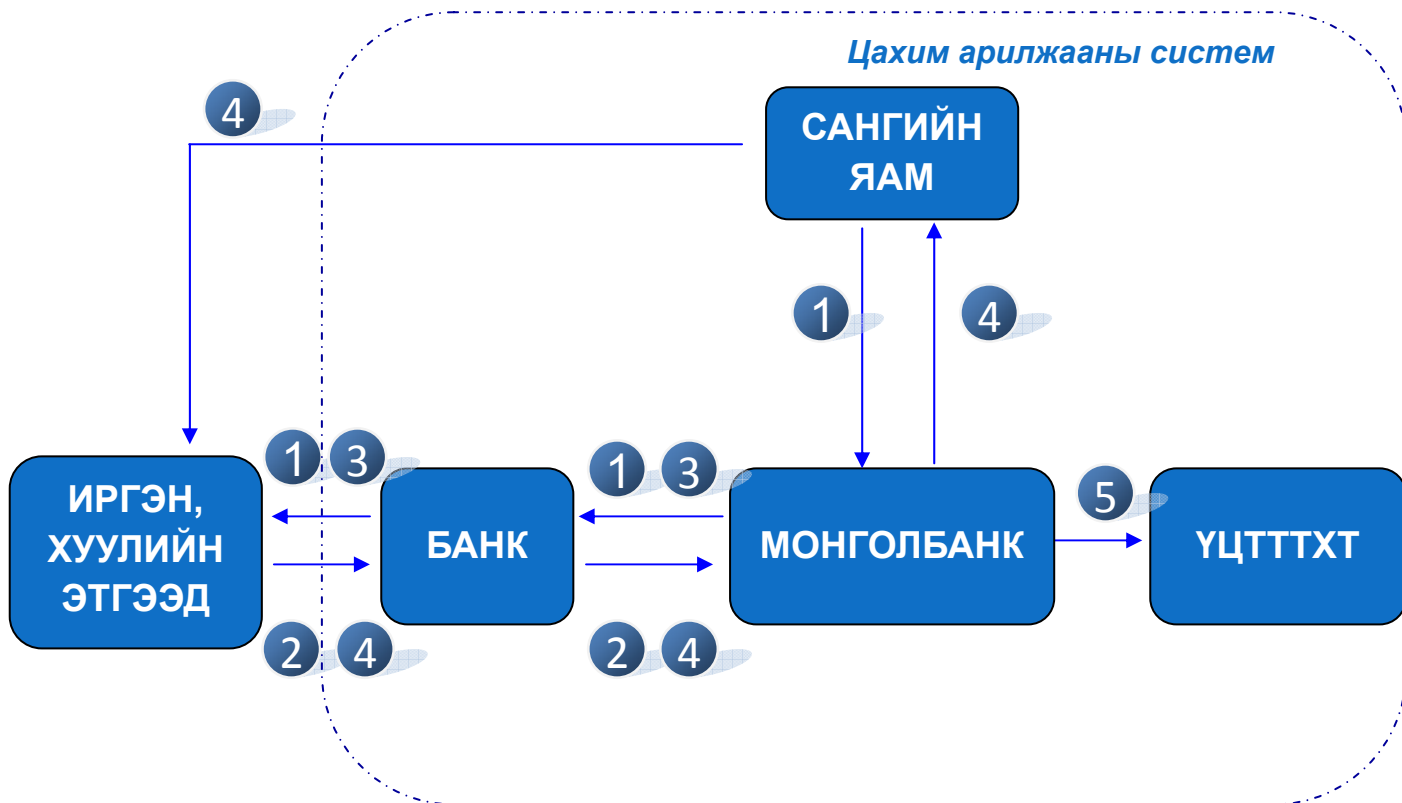 Цахим арилжааны систем
4
САНГИЙН
ЯАМ
1
4
1 3
1 3
5
ИРГЭН,
ХУУЛИЙН
ЭТГЭЭД
БАНК
МОНГОЛБАНК
ҮЦТТТХТ
2 4
2 4